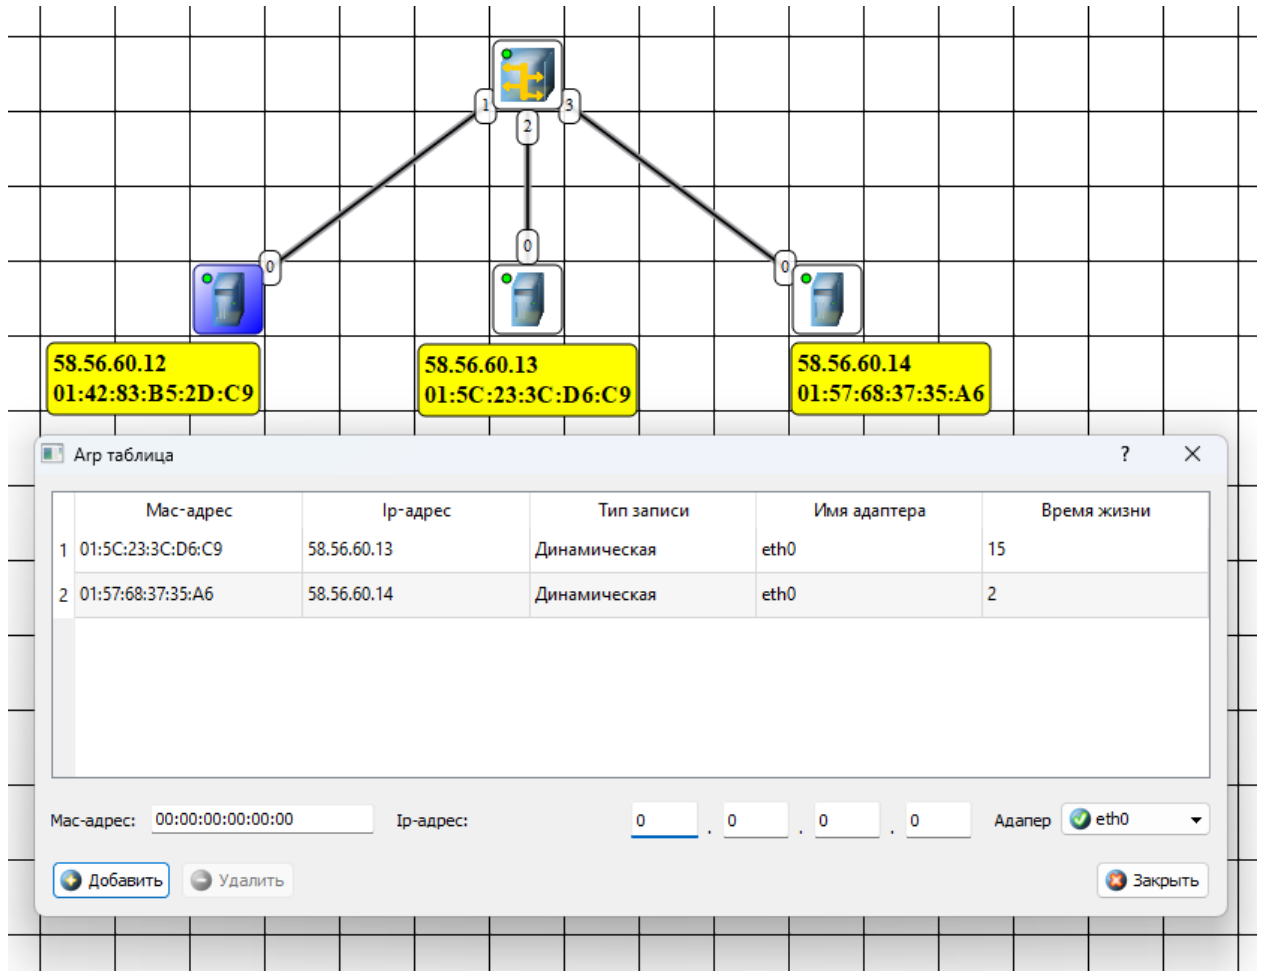 1
2
3
0
0
0
58.56.60.12
01:42:83:B5:2D:C9
58.56.60.13
01:5C:23:3C:D6:C9
58.56.60.14
01:57:68:37:35:A6
Arp таблица ?
Mac-адрес Ip-адрес Тип записи Имя адаптера Время жизни
1 01:5C:23:3C:D6:C9 58.56.60.13 Динамическая eth0 15
2 01:57:68:37:35:A6 58.56.60.14 Динамическая eth0 2
Mac-адрес: 00:00:00:00:00:00 Ip-адрес: 0 . 0 . 0 . 0 Адапер eth0
Добавить Удалить Закрыть